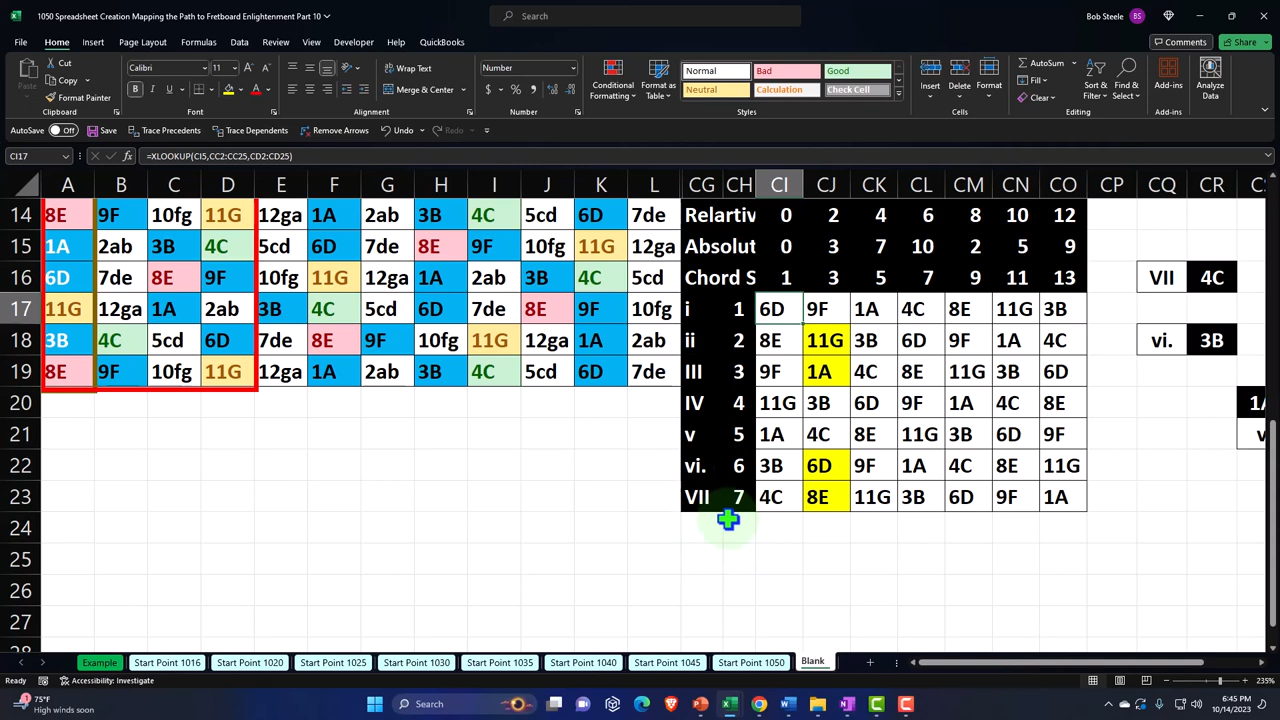 1050 Spreadsheet Creation Mapping the Path to Fretboard Enlightenment Part 10
Search
Bob Steele BS
File Home Insert Page Layout Formulas Data Review View Developer Automate Help QuickBooks
Comments Share
Paste Cut Copy Format Painter Clipboard
Calibri 11 Font
Wrap Text Merge & Center Alignment
Number Number
Conditional Formatting Format as Table
Normal Bad Good Neutral Calculation Check Cell Styles
Insert Delete Format Cells
AutoSum Fill Clear Sort & Filter Find & Select Editing
Add-ins Add-ins
Analyze Data
AutoSave Off Save Trace Precedents Trace Dependents Remove Arrows Undo Redo
CI17 fx =XLOOKUP(CI5,CC2:CC25,CD2:CD25)
A B C D E F G H I J K L CG CH CI CJ CK CL CM CN CO CP CQ CR
14 8E 9F 10fg 11G 12ga 1A 2ab 3B 4C 5cd 6D 7de Relartiv 0 2 4 6 8 10 12
15 1A 2ab 3B 4C 5cd 6D 7de 8E 9F 10fg 11G 12ga Absolut 0 3 7 10 2 5 9
16 6D 7de 8E 9F 10fg 11G 12ga 1A 2ab 3B 4C 5cd Chord S 1 3 5 7 9 11 13 VII 4C
17 11G 12ga 1A 2ab 3B 4C 5cd 6D 7de 8E 9F 10fg i 1 6D 9F 1A 4C 8E 11G 3B
18 3B 4C 5cd 6D 7de 8E 9F 10fg 11G 12ga 1A 2ab ii 2 8E 11G 3B 6D 9F 1A 4C vi. 3B
19 8E 9F 10fg 11G 12ga 1A 2ab 3B 4C 5cd 6D 7de III 3 9F 1A 4C 8E 11G 3B 6D
20 IV 4 11G 3B 6D 9F 1A 4C 8E
21 v 5 1A 4C 8E 11G 3B 6D 9F
22 vi. 6 3B 6D 9F 1A 4C 8E 11G
23 VII 7 4C 8E 11G 3B 6D 9F 1A
24
25
26
27
Example Start Point 1016 Start Point 1020 Start Point 1025 Start Point 1030 Start Point 1035 Start Point 1040 Start Point 1045 Start Point 1050 Blank
Ready Accessibility: Investigate 235%
75°F
High winds soon
Search
6:45 PM
10/14/2023